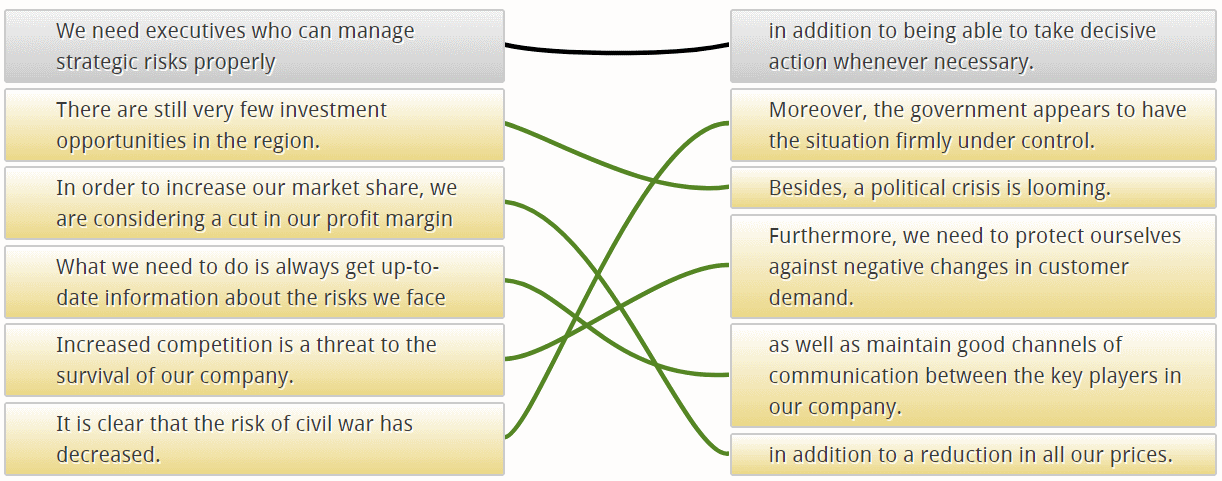 We need executives who can manage
strategic risks properly
There are still very few investment
opportunities in the region.
In order to increase our market share, we
are considering a cut in our profit margin
What we need to do is always get up-to-
date information about the risks we face
Increased competition is a threat to the
survival of our company.
It is clear that the risk of civil war has
decreased.
in addition to being able to take decisive
action whenever necessary.
Moreover, the government appears to have
the situation firmly under control.
Besides, a political crisis is looming.
Furthermore, we need to protect ourselves
against negative changes in customer
demand.
as well as maintain good channels of
communication between the key players in
our company.
in addition to a reduction in all our prices.